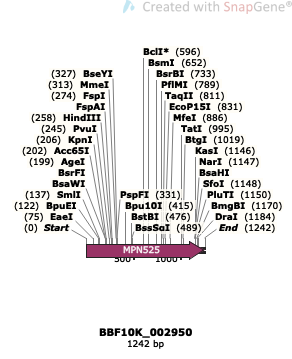 Created with SnapGene®
BclI* (596)
BsmI (652)
(327) BseYI BsrBI (733)
(313) MmeI PflMI (789)
(274) FspI TaqII (811)
FspAI EcoP15I (831)
(258) HindIII MfeI (886)
(245) PvuI TatI (995)
(206) KpnI BtgI (1019)
(202) Acc65I KasI (1146)
(199) AgeI NarI (1147)
BsrFI BsaHI
BsaWI SfoI (1148)
(137) SmlI PspFI (331) PluTI (1150)
(122) BpuEI Bpu10I (415) BmgBI (1170)
(75) EaeI BstBI (476) DraI (1184)
(0) Start BssSαI (489) End (1242)
MPN525
500 1000
BBF10K_002950
1242 bp